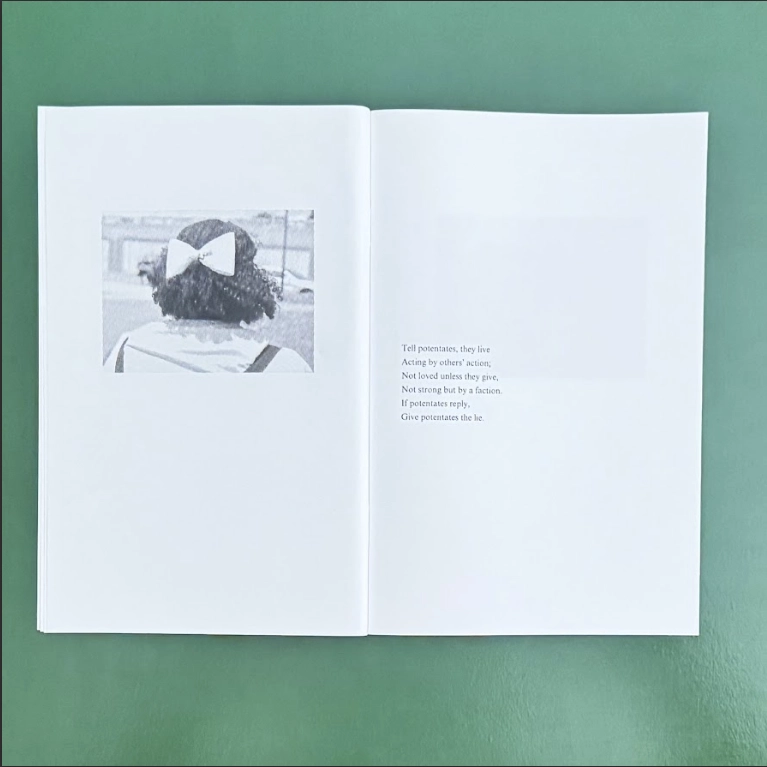 Tell potentates, they live
Acting by others' action;
Not loved unless they give,
Not strong but by a faction.
If potentates reply,
Give potentates the lie.